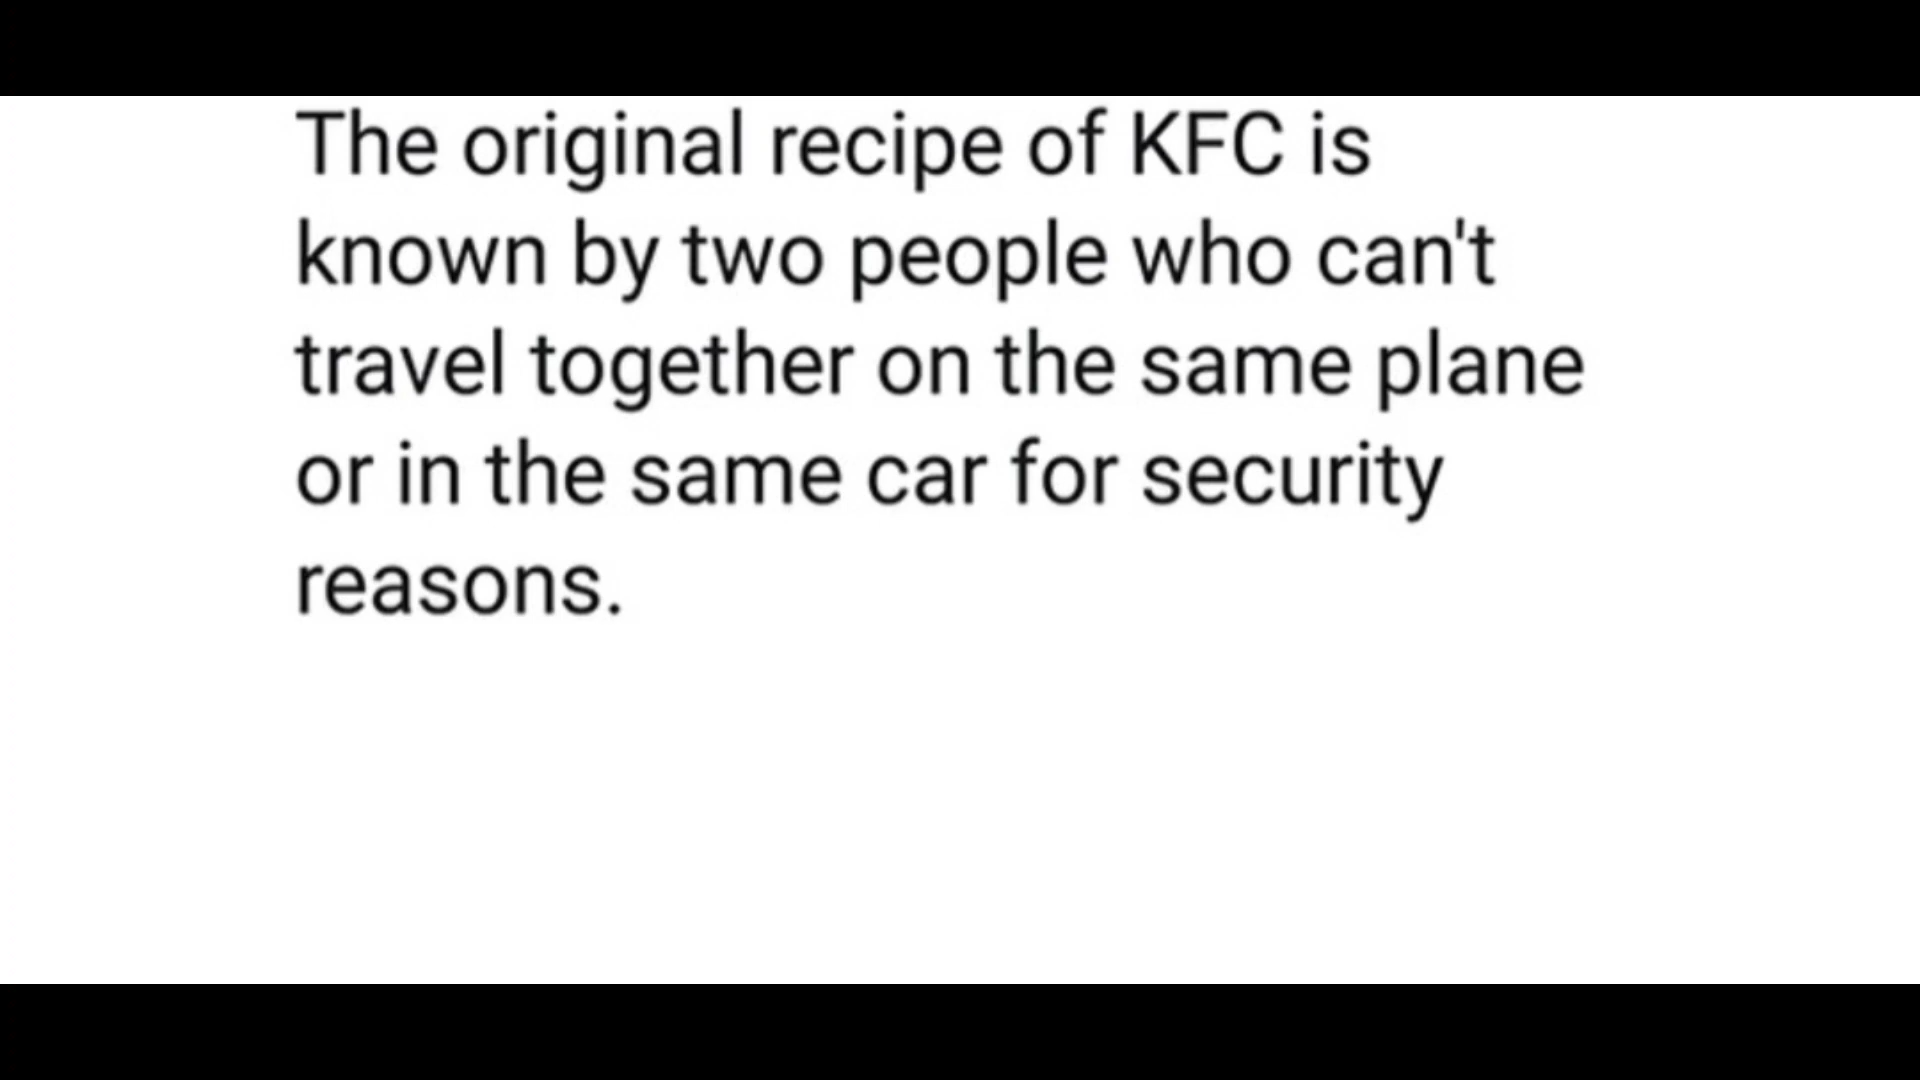 The original recipe of KFC is
known by two people who can't
travel together on the same plane
or in the same car for security
reasons.